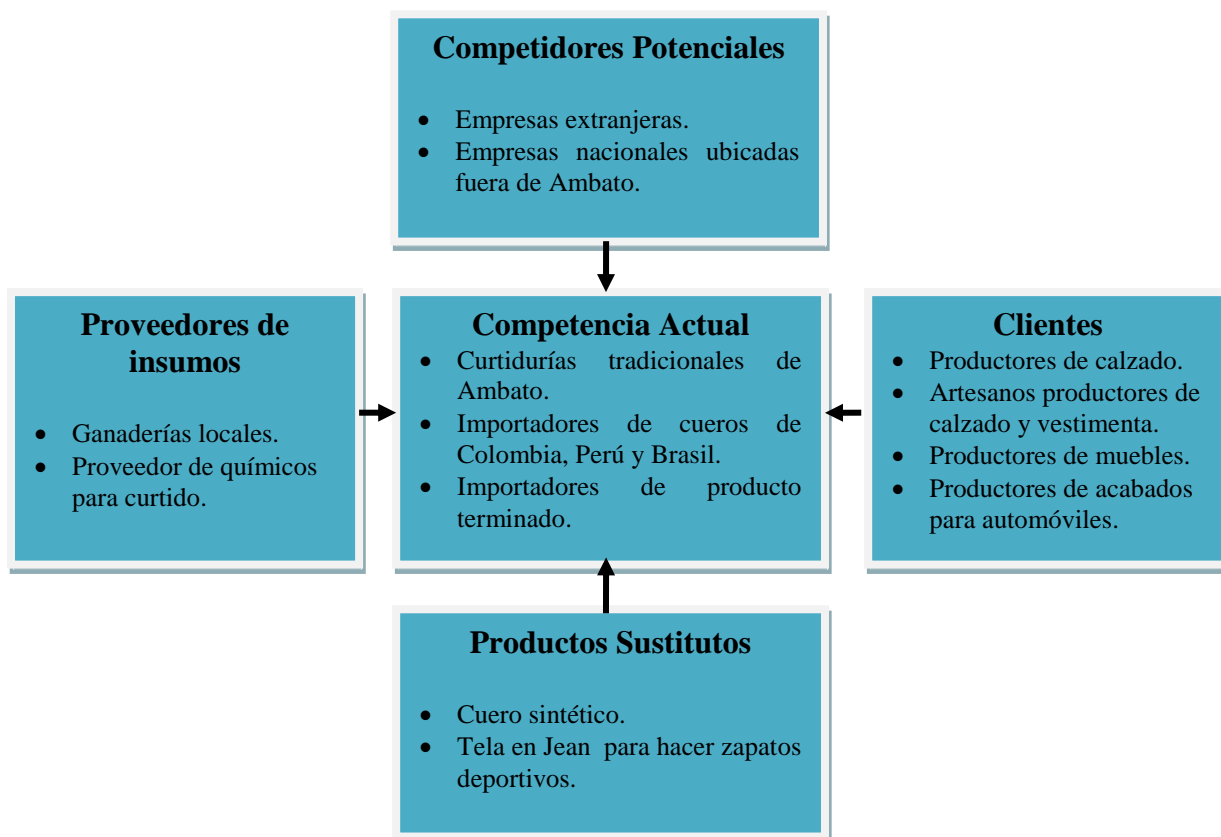 Competidores Potenciales
• Empresas extranjeras.
• Empresas nacionales ubicadas
fuera de Ambato.
Proveedores de
insumos
• Ganaderías locales.
• Proveedor de químicos
para curtido.
Competencia Actual
• Curtidurías tradicionales de
Ambato.
• Importadores de cueros de
Colombia, Perú y Brasil.
• Importadores de producto
terminado.
Clientes
• Productores de calzado.
• Artesanos productores de
calzado y vestimenta.
• Productores de muebles.
• Productores de acabados
para automóviles.
Productos Sustitutos
• Cuero sintético.
• Tela en Jean para hacer zapatos
deportivos.